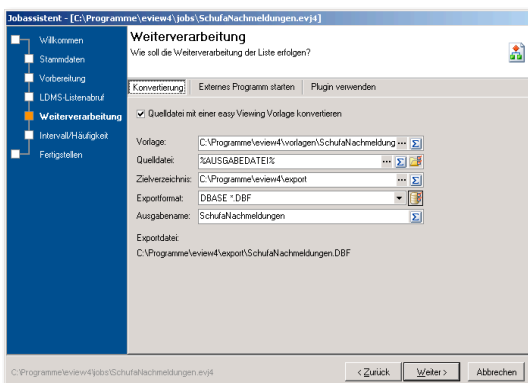 Jobassistent - [C:\Programme\eview4\jobs\SchufaNachmeldungen.evj4]
Willkommen
Stammdaten
Vorbereitung
LDMS-Listenabruf
Weiterverarbeitung
Intervall/Häufigkeit
Fertigstellen
Weiterverarbeitung
Wie soll die Weiterverarbeitung der Liste erfolgen?
Konvertierung Externes Programm starten Plugin verwenden
Quelldatei mit einer easy Viewing Vorlage konvertieren
Vorlage: C:\Programme\eview4\vorlagen\SchufaNachmeldung ...
Quelldatei: %AUSGABEDATEI% ...
Zielverzeichnis: C:\Programme\eview4\export ...
Exportformat: DBASE *.DBF
Ausgabename: SchufaNachmeldungen
Exportdatei:
C:\Programme\eview4\export\SchufaNachmeldungen.DBF
C:\Programme\eview4\jobs\SchufaNachmeldungen.evj4
< Zurück Weiter > Abbrechen